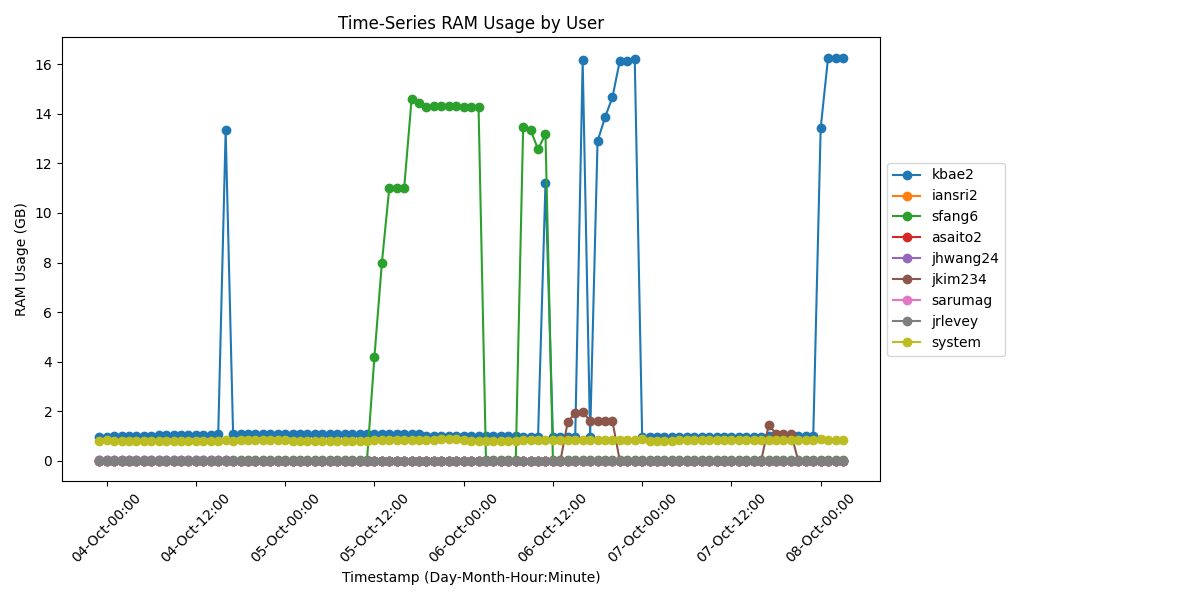 Time-Series RAM Usage by User
RAM Usage (GB)
16
14
12
10
8
6
4
2
0
04-Oct-00:00
04-Oct-12:00
05-Oct-00:00
05-Oct-12:00
06-Oct-00:00
06-Oct-12:00
07-Oct-00:00
07-Oct-12:00
08-Oct-00:00
Timestamp (Day-Month-Hour:Minute)
kbae2
iansri2
sfang6
asaito2
jhwang24
jkim234
sarumag
jrlevey
system